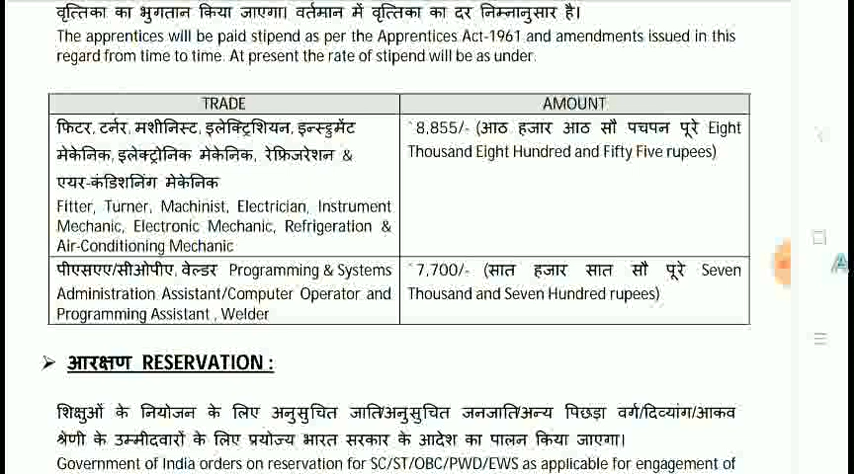 वृत्तिका का भुगतान किया जाएगा। वर्तमान में वृत्तिका का दर निम्नानुसार है।
The apprentices will be paid stipend as per the Apprentices Act-1961 and amendments issued in this
regard from time to time. At present the rate of stipend will be as under.
TRADE
AMOUNT
फिटर, टर्नर, मशीनिस्ट, इलेक्ट्रिशियन, इन्स्ट्रुमेंट
मेकेनिक, इलेक्ट्रोनिक मेकेनिक, रेफ्रिजरेशन &
एयर-कंडिशनिंग मेकेनिक
Fitter, Turner, Machinist, Electrician, Instrument
Mechanic, Electronic Mechanic, Refrigeration &
Air-Conditioning Mechanic
`8,855/- (आठ हजार आठ सौ पचपन पूरे Eight
Thousand Eight Hundred and Fifty Five rupees)
पीएसएए/सीओपीए, वेल्डर Programming & Systems
Administration Assistant/Computer Operator and
Programming Assistant , Welder
`7,700/- (सात हजार सात सौ पूरे Seven
Thousand and Seven Hundred rupees)
➢ आरक्षण RESERVATION :
शिक्षुओं के नियोजन के लिए अनुसुचित जाति/अनुसुचित जनजाति/अन्य पिछड़ा वर्ग/दिव्यांग/आकव
श्रेणी के उम्मीदवारों के लिए प्रयोज्य भारत सरकार के आदेश का पालन किया जाएगा।
Government of India orders on reservation for SC/ST/OBC/PWD/EWS as applicable for engagement of
A